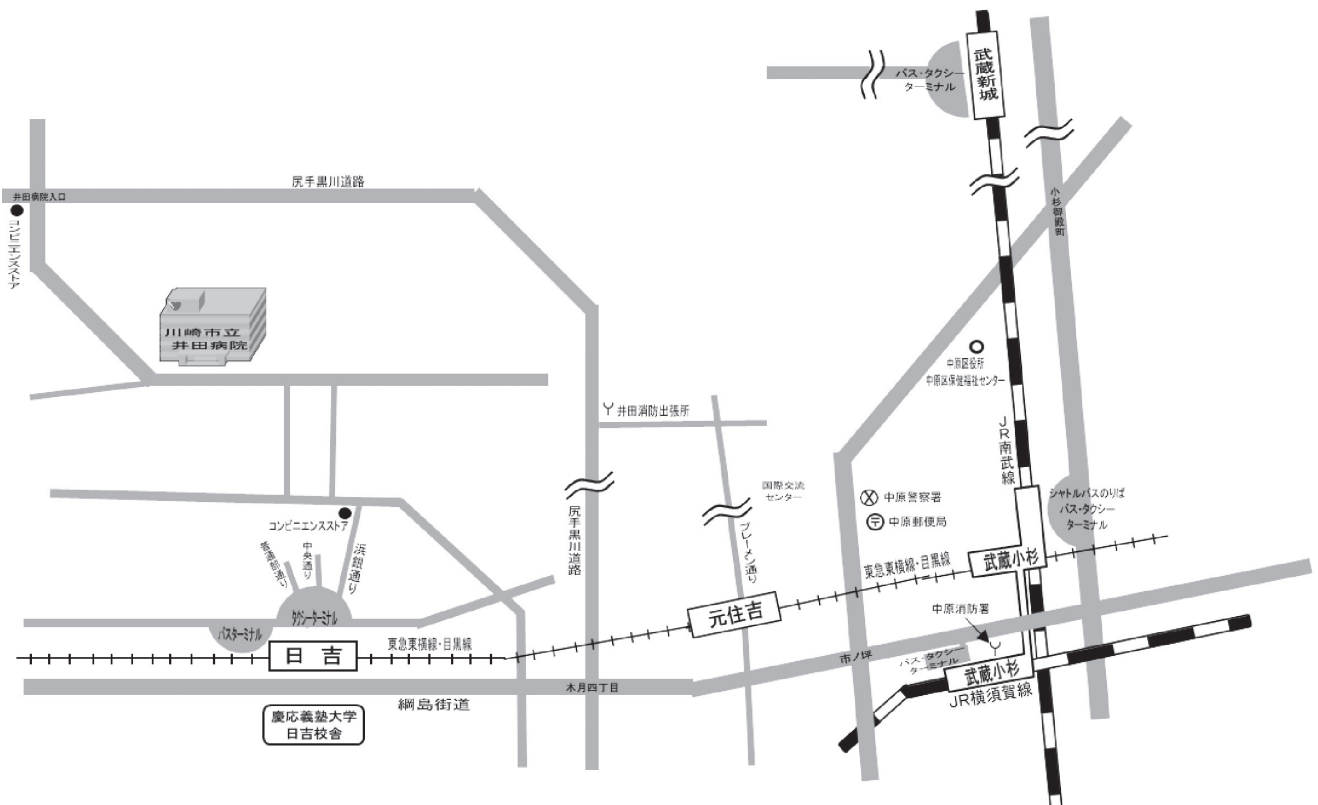 武蔵新城
バス・タクシー
ターミナル
尻手黒川道路
井田病院入口
コンビニエンスストア
小杉御殿町
川崎市立
井田病院
中原区役所
中原区保健福祉センター
井田消防出張所
JR南武線
国際交流
センター
中原警察署
中原郵便局
シャトルバスのりば
バス・タクシー
ターミナル
コンビニエンスストア
尻手黒川道路
ブレーメン通り
普通部通り
中央通り
浜銀通り
東急東横線・目黒線
武蔵小杉
元住吉
中原消防署
タクシーターミナル
バスターミナル
日吉
東急東横線・目黒線
市ノ坪
バス・タクシー
ターミナル
武蔵小杉
JR横須賀線
木月四丁目
綱島街道
慶応義塾大学
日吉校舎